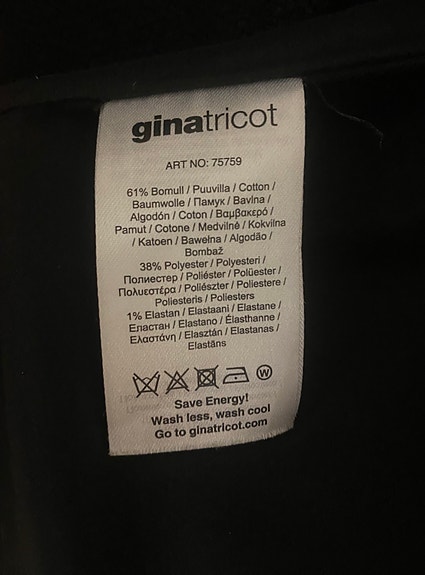 ginatricot
ART NO: 75759
61% Bomull / Puuvilla / Cotton /
Baumwolle / Памук / Bavlna /
Algodón / Coton / Βαμβακερό /
Pamut / Cotone / Medvilnė / Kokvilna
/ Katoen / Bawełna / Algodão /
Bombaž
38% Polyester / Polyesteri /
Полиестер / Poliéster / Polüester /
Πολυεστέρα / Poliészter / Poliestere /
Poliesteris / Poliesters
1% Elastan / Elastaani / Elastane /
Еластан / Elastano / Élasthanne /
Ελαστάνη / Elasztán / Elastanas /
Elastāns
W
Save Energy!
Wash less, wash cool
Go to ginatricot.com